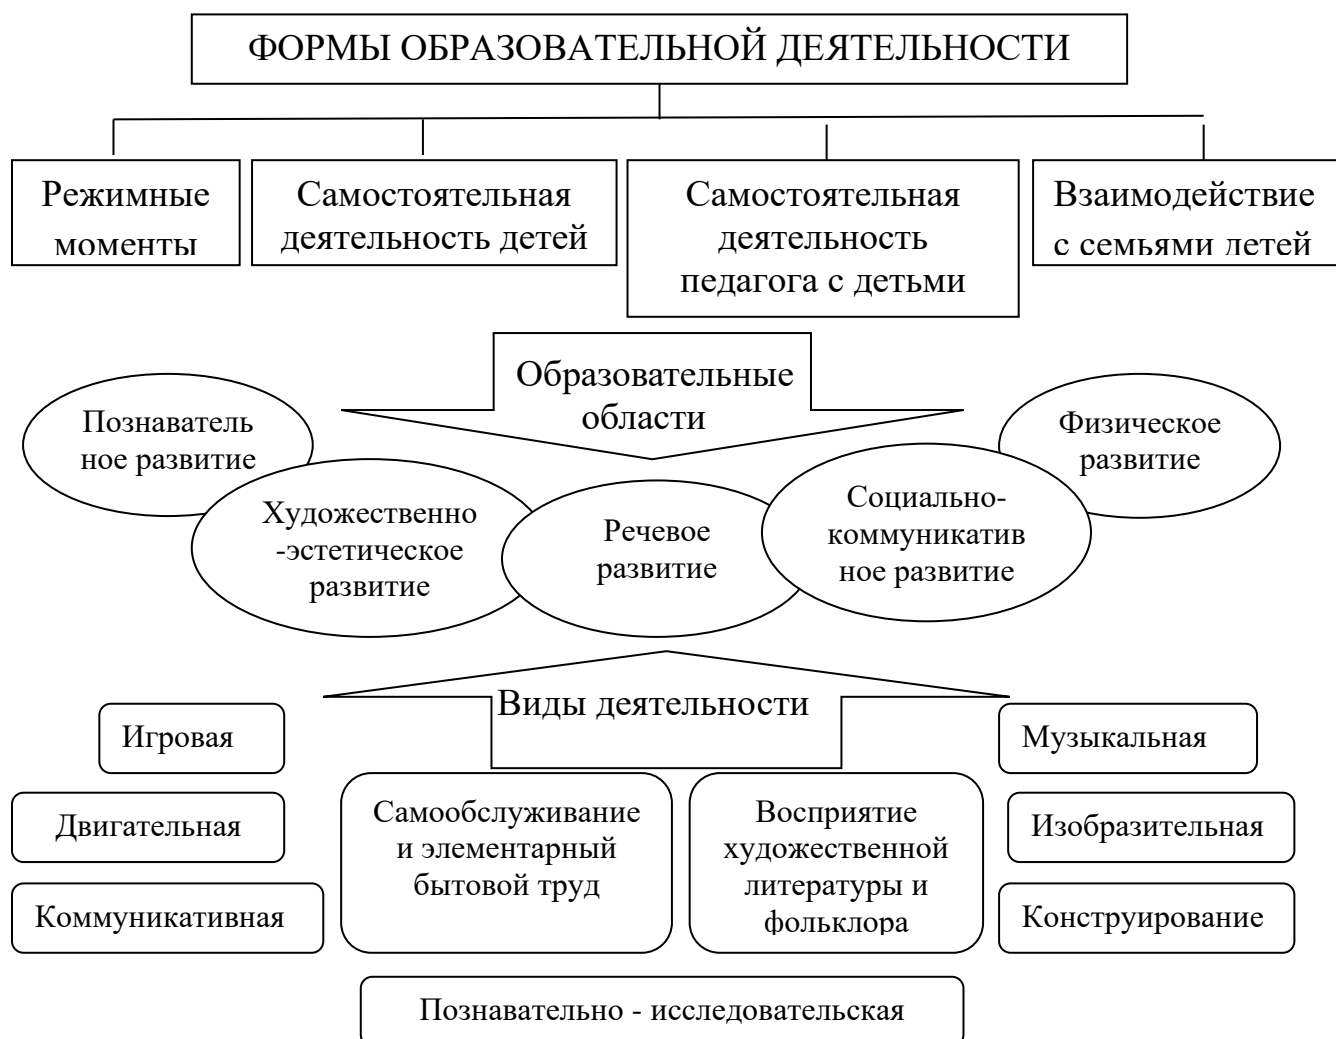 ФОРМЫ ОБРАЗОВАТЕЛЬНОЙ ДЕЯТЕЛЬНОСТИ
Режимные
моменты
Самостоятельная
деятельность детей
Самостоятельная
деятельность
педагога с детьми
Взаимодействие
с семьями детей
Образовательные
области
Познаватель
ное развитие
Художественно
-эстетическое
развитие
Речевое
развитие
Социально-
коммуникатив
ное развитие
Физическое
развитие
Виды деятельности
Игровая
Двигательная
Коммуникативная
Самообслуживание
и элементарный
бытовой труд
Восприятие
художественной
литературы и
фольклора
Музыкальная
Изобразительная
Конструирование
Познавательно - исследовательская